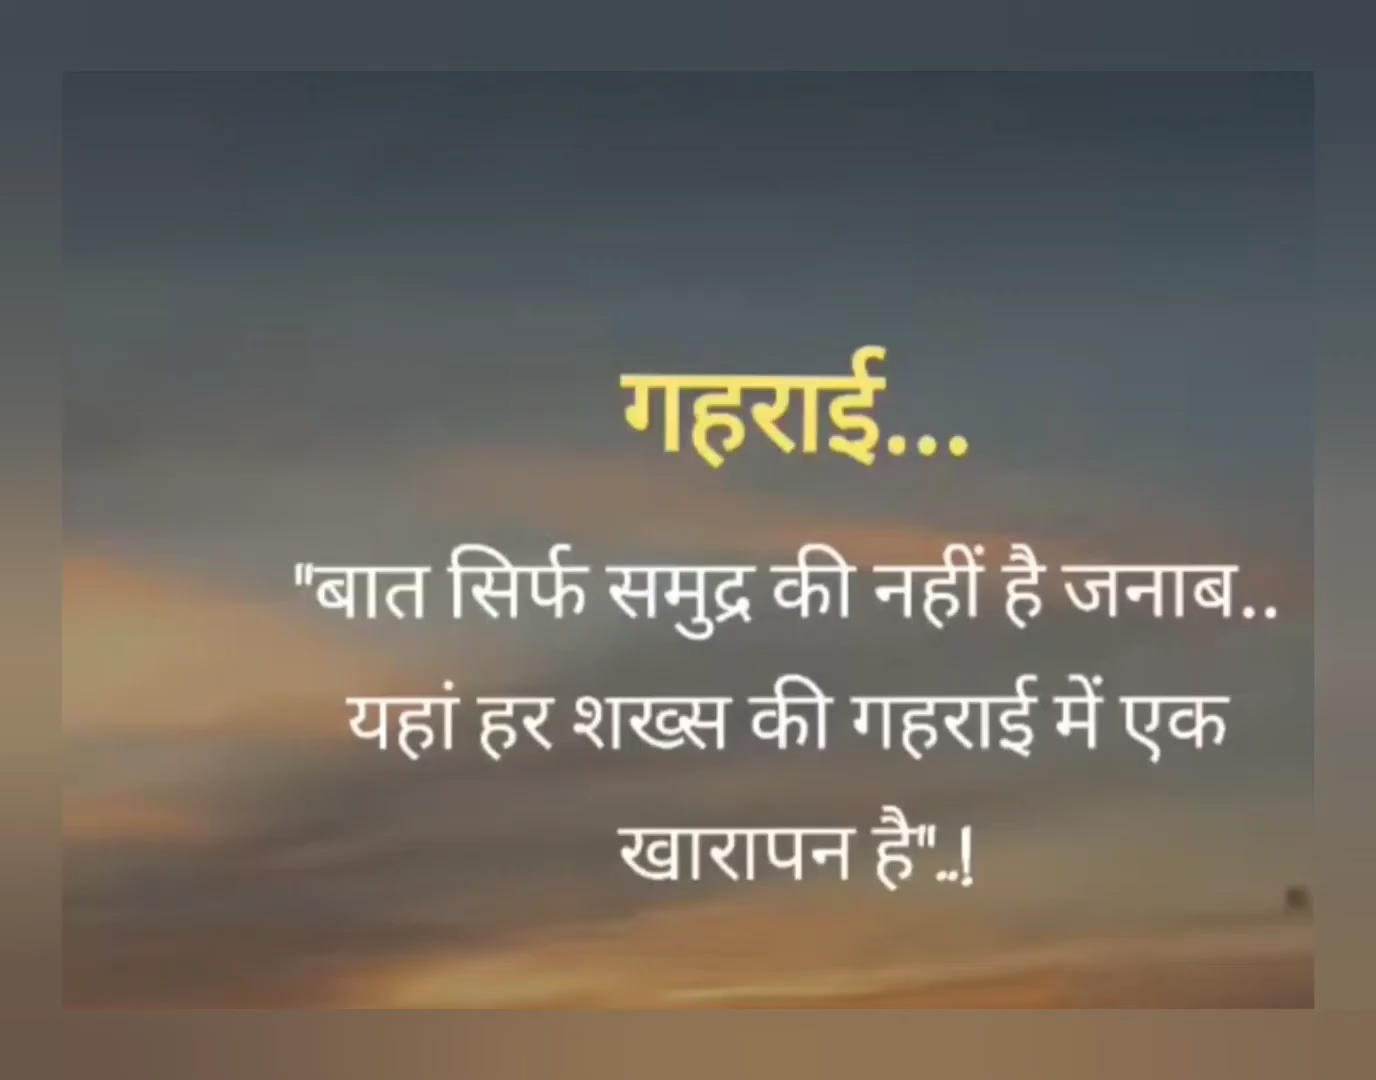 गहराई...
"बात सिर्फ समुद्र की नहीं है जनाब..
यहां हर शख्स की गहराई में एक
खारापन है"..!